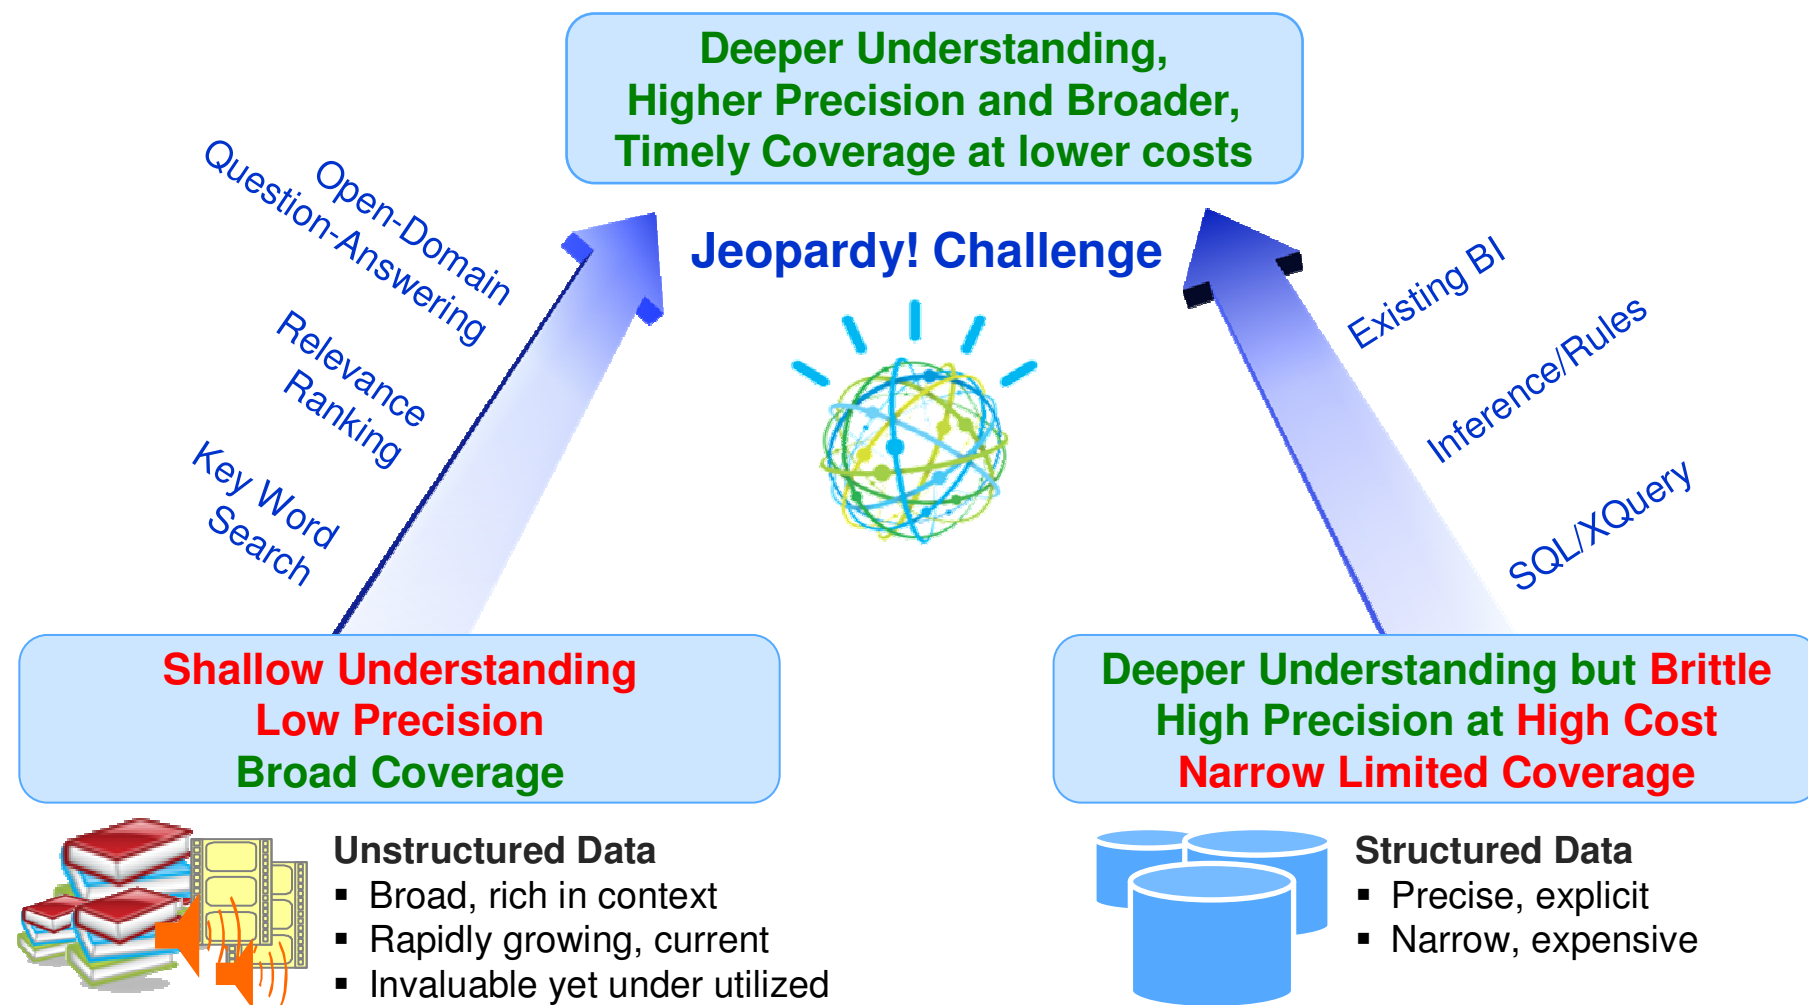 Deeper Understanding,
Higher Precision and Broader,
Timely Coverage at lower costs
Jeopardy! Challenge
Open-Domain
Question-Answering
Relevance
Ranking
Key Word
Search
Existing BI
Inference/Rules
SQL/XQuery
Shallow Understanding
Low Precision
Broad Coverage
Deeper Understanding but Brittle
High Precision at High Cost
Narrow Limited Coverage
Unstructured Data
▪ Broad, rich in context
▪ Rapidly growing, current
▪ Invaluable yet under utilized
Structured Data
▪ Precise, explicit
▪ Narrow, expensive